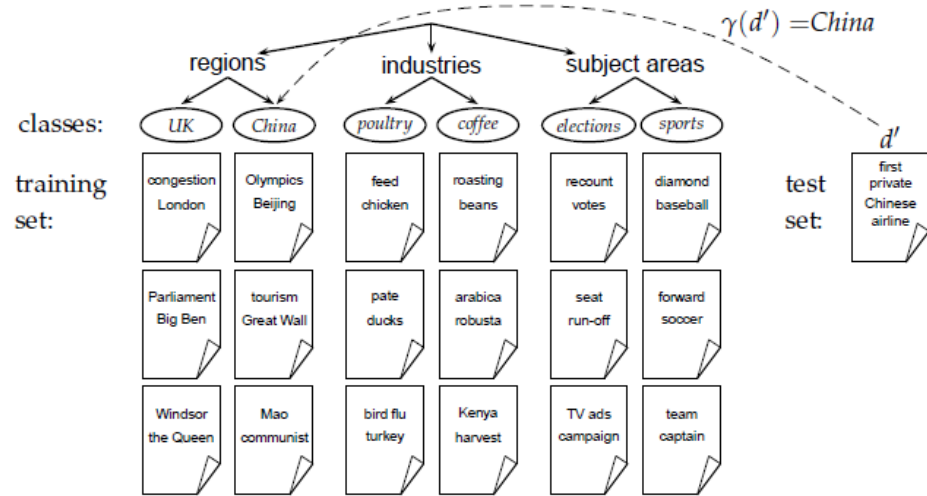 γ(d′) =China
regions
industries
subject areas
classes:
UK
China
poultry
coffee
elections
sports
d′
training
set:
congestion
London
Olympics
Beijing
feed
chicken
roasting
beans
recount
votes
diamond
baseball
test
set:
first
private
Chinese
airline
Parliament
Big Ben
tourism
Great Wall
pate
ducks
arabica
robusta
seat
run-off
forward
soccer
Windsor
the Queen
Mao
communist
bird flu
turkey
Kenya
harvest
TV ads
campaign
team
captain